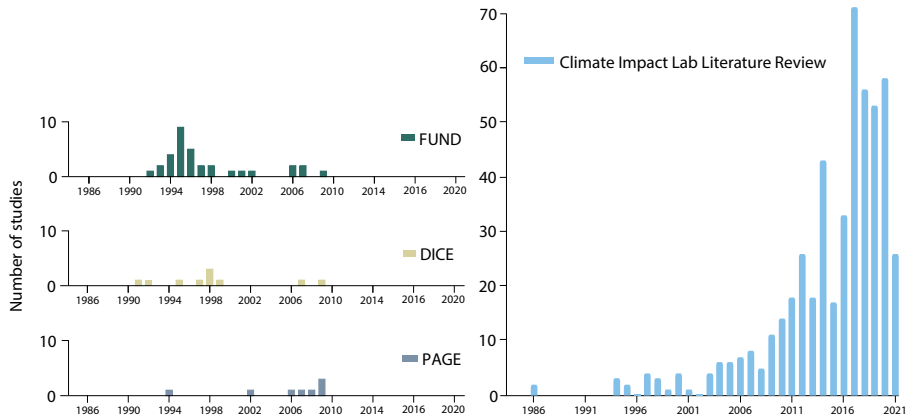 Number of studies
10
FUND
0
1986 1990 1994 1998 2002 2006 2010 2014 2016 2020
10
DICE
0
1986 1990 1994 1998 2002 2006 2010 2014 2016 2020
10
PAGE
0
1986 1990 1994 1998 2002 2006 2010 2014 2016 2020
70
Climate Impact Lab Literature Review
60
50
40
30
20
10
0
1986 1991 1996 2001 2006 2011 2016 2021